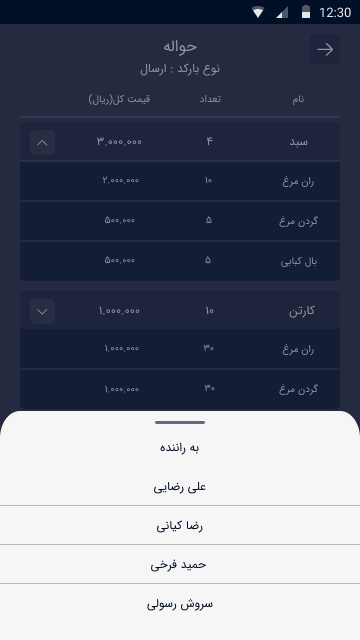 12:30
حواله
نوع بارکد : ارسال
نام تعداد قیمت کل(ریال)
سبد ۴ ۳.۰۰۰.۰۰۰
ران مرغ ۱۰ ۲.۰۰۰.۰۰۰
گردن مرغ ۵ ۵۰۰.۰۰۰
بال کبابی ۵ ۵۰۰.۰۰۰
کارتن ۱۰ ۱.۰۰۰.۰۰۰
ران مرغ ۳۰ ۱.۰۰۰.۰۰۰
گردن مرغ ۳۰ ۱.۰۰۰.۰۰۰
به راننده
علی رضایی
رضا کیانی
حمید فرخی
سروش رسولی